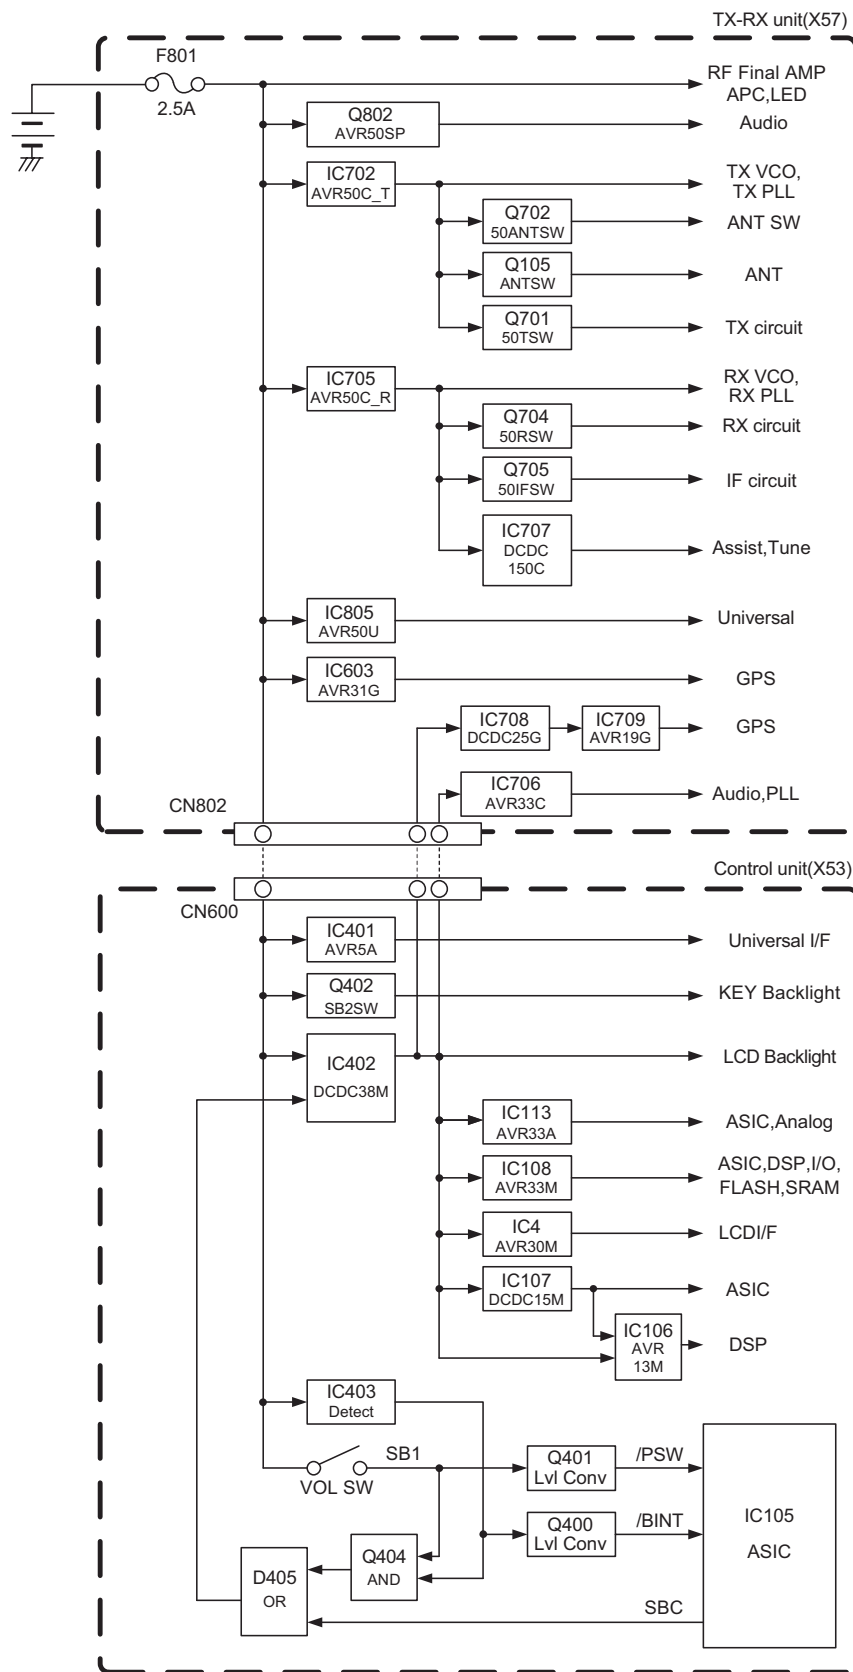 TX-RX unit(X57)
F801
2.5A
RF Final AMP
APC,LED
Q802
AVR50SP
Audio
IC702
AVR50C_T
TX VCO,
TX PLL
Q702
50ANTSW
ANT SW
Q105
ANTSW
ANT
Q701
50TSW
TX circuit
IC705
AVR50C_R
RX VCO,
RX PLL
Q704
50RSW
RX circuit
Q705
50IFSW
IF circuit
IC707
DCDC
150C
Assist,Tune
IC805
AVR50U
Universal
IC603
AVR31G
GPS
IC708
DCDC25G
IC709
AVR19G
GPS
IC706
AVR33C
Audio,PLL
CN802
Control unit(X53)
CN600
IC401
AVR5A
Universal I/F
Q402
SB2SW
KEY Backlight
IC402
DCDC38M
LCD Backlight
IC113
AVR33A
ASIC,Analog
IC108
AVR33M
ASIC,DSP,I/O,
FLASH,SRAM
IC4
AVR30M
LCDI/F
IC107
DCDC15M
ASIC
IC106
AVR
13M
DSP
IC403
Detect
VOL SW
SB1
Q401
Lvl Conv
/PSW
Q400
Lvl Conv
/BINT
IC105
ASIC
Q404
AND
D405
OR
SBC